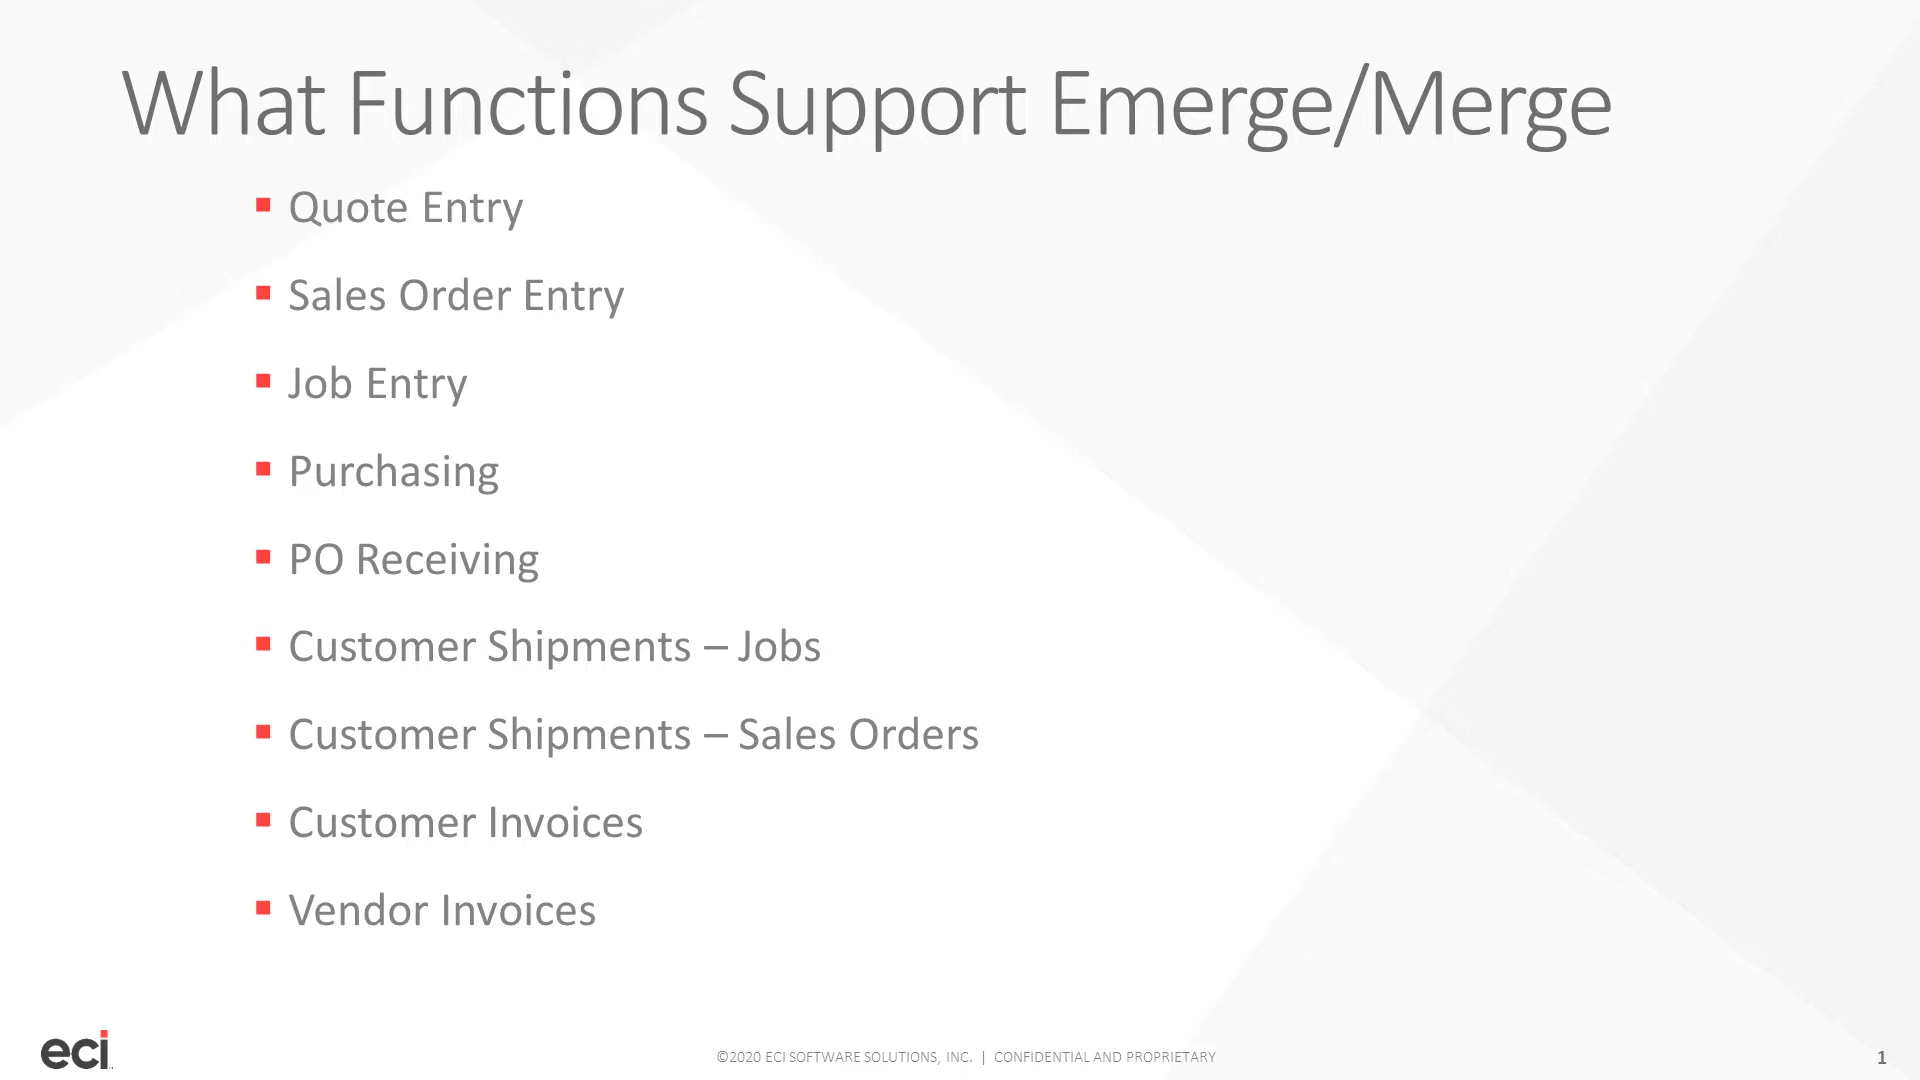 What Functions Support Emerge/Merge
▪ Quote Entry
▪ Sales Order Entry
▪ Job Entry
▪ Purchasing
▪ PO Receiving
▪ Customer Shipments – Jobs
▪ Customer Shipments – Sales Orders
▪ Customer Invoices
▪ Vendor Invoices
eci
©2020 ECI SOFTWARE SOLUTIONS, INC. | CONFIDENTIAL AND PROPRIETARY
1